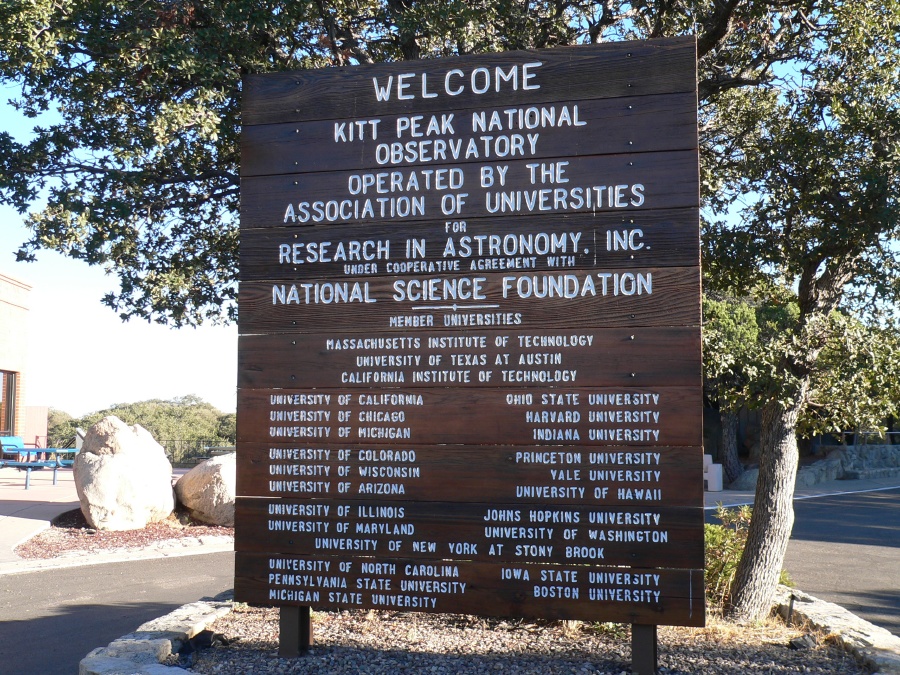 WELCOME
KITT PEAK NATIONAL
OBSERVATORY
OPERATED BY THE
ASSOCIATION OF UNIVERSITIES
FOR
RESEARCH IN ASTRONOMY, INC.
UNDER COOPERATIVE AGREEMENT WITH
NATIONAL SCIENCE FOUNDATION
MEMBER UNIVERSITIES
MASSACHUSETTS INSTITUTE OF TECHNOLOGY
UNIVERSITY OF TEXAS AT AUSTIN
CALIFORNIA INSTITUTE OF TECHNOLOGY
UNIVERSITY OF CALIFORNIA OHIO STATE UNIVERSITY
UNIVERSITY OF CHICAGO HARVARD UNIVERSITY
UNIVERSITY OF MICHIGAN INDIANA UNIVERSITY
UNIVERSITY OF COLORADO PRINCETON UNIVERSITY
UNIVERSITY OF WISCONSIN YALE UNIVERSITY
UNIVERSITY OF ARIZONA UNIVERSITY OF HAWAII
UNIVERSITY OF ILLINOIS JOHNS HOPKINS UNIVERSITY
UNIVERSITY OF MARYLAND UNIVERSITY OF WASHINGTON
UNIVERSITY OF NEW YORK AT STONY BROOK
UNIVERSITY OF NORTH CAROLINA IOWA STATE UNIVERSITY
PENNSYLVANIA STATE UNIVERSITY BOSTON UNIVERSITY
MICHIGAN STATE UNIVERSITY